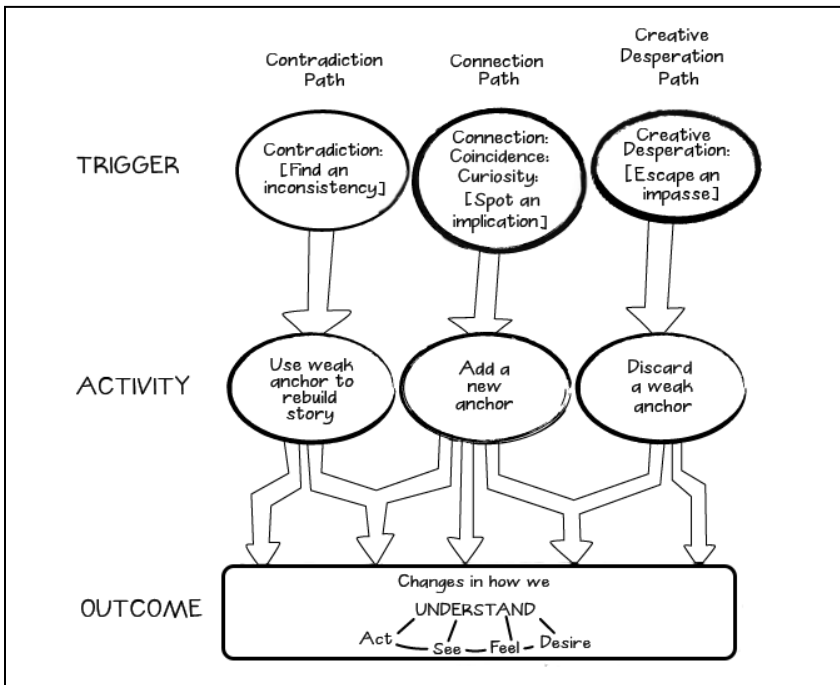 Contradiction
Path
Connection
Path
Creative
Desperation
Path
TRIGGER
Contradiction:
[Find an
inconsistency]
Connection:
Coincidence:
Curiosity:
[Spot an
implication]
Creative
Desperation:
[Escape an
impasse]
ACTIVITY
Use weak
anchor to
rebuild
story
Add a
new
anchor
Discard
a weak
anchor
OUTCOME
Changes in how we
UNDERSTAND
Act
See
Feel
Desire